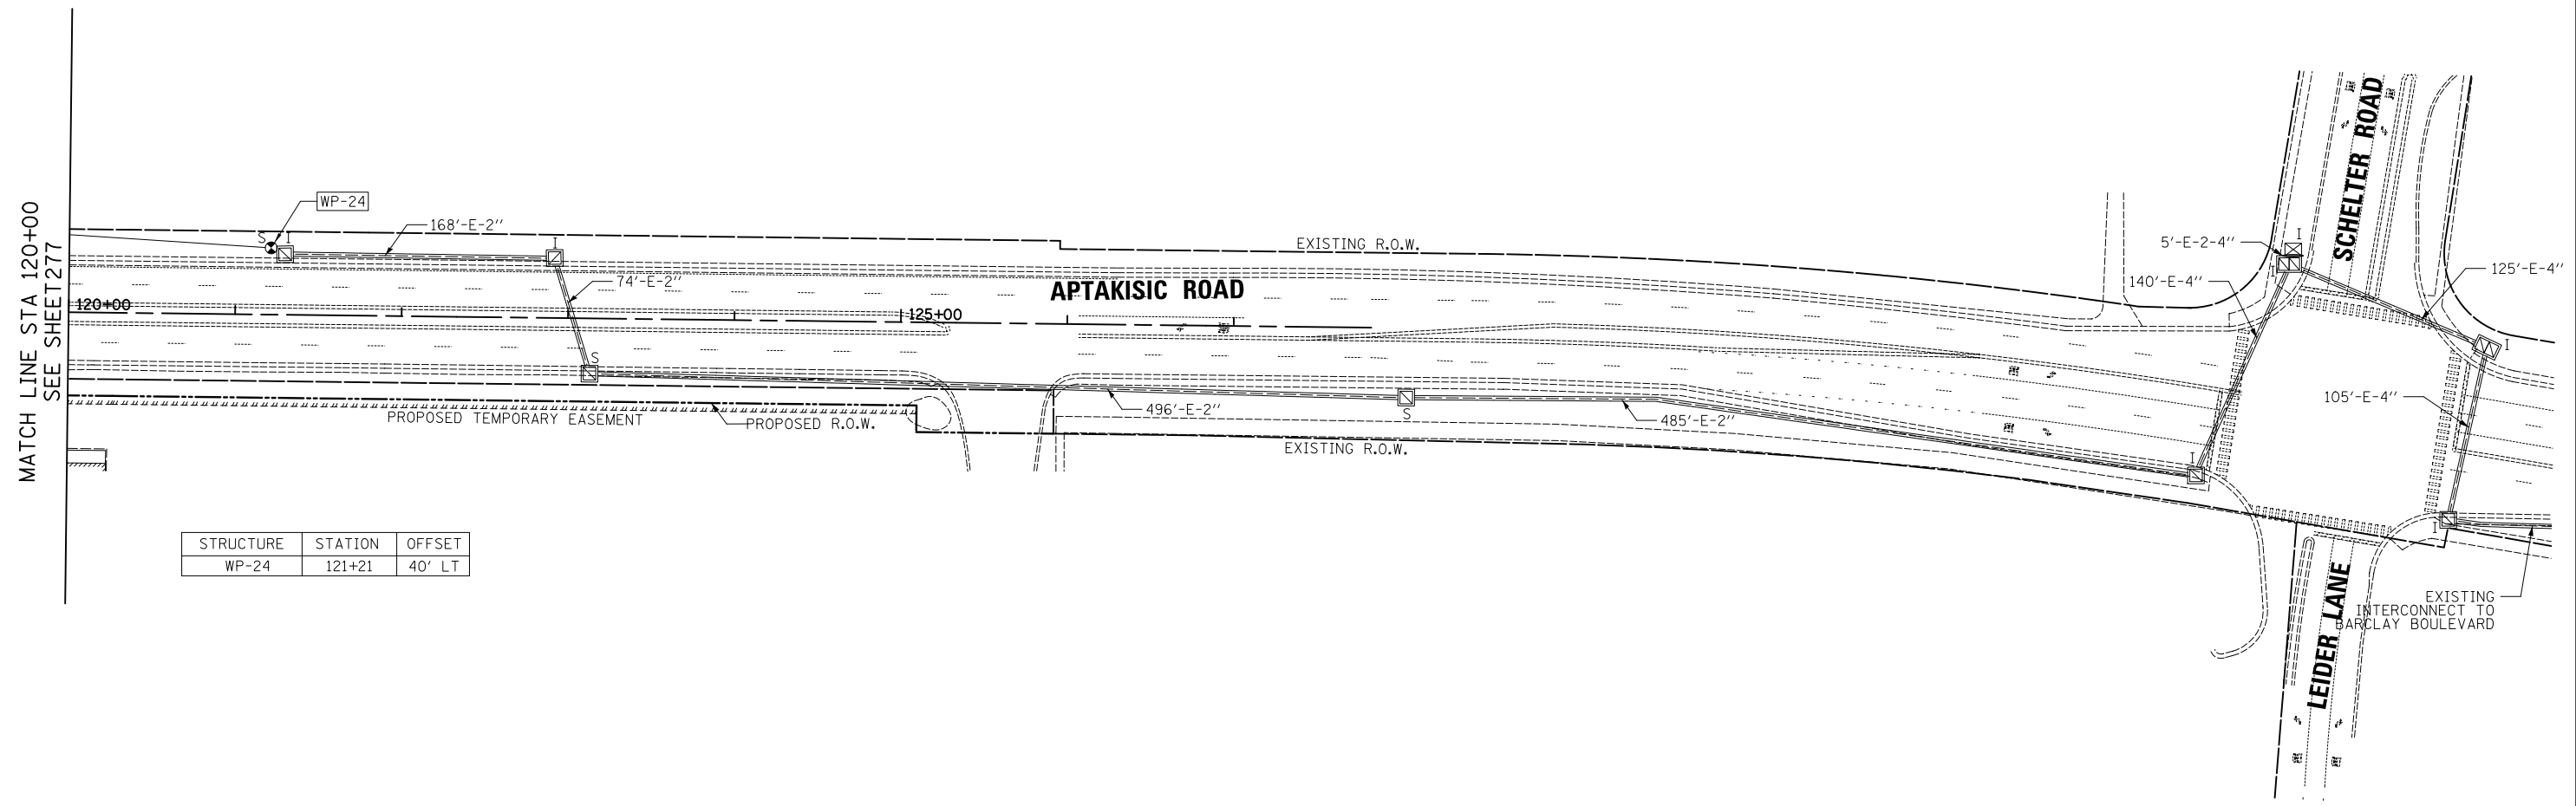 MATCH LINE STA 120+00
SEE SHEET277
WP-24
S
I
168'-E-2"
I
74'-E-2"
S
120+00
125+00
APTAKISIC ROAD
EXISTING R.O.W.
PROPOSED TEMPORARY EASEMENT
PROPOSED R.O.W.
496'-E-2"
S
485'-E-2"
EXISTING R.O.W.
SCHELTER ROAD
5'-E-2-4"
I
I
140'-E-4"
125'-E-4"
I
105'-E-4"
I
I
EXISTING
INTERCONNECT TO
BARCLAY BOULEVARD
LEIDER LANE
STRUCTURE STATION OFFSET
WP-24 121+21 40' LT